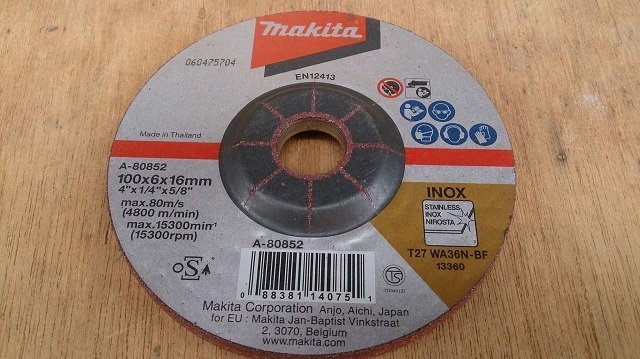 makita
060475704
EN12413
Made in Thailand
A-80852
100x6x16mm
4"x1/4"x5/8"
max.80m/s
(4800 m/min)
max.15300min⁻¹
(15300rpm)
INOX
STAINLESS
INOX
NIROSTA
T27 WA36N-BF
13360
oSa
A-80852
0 88381 14075 1
Makita Corporation Anjo, Aichi, Japan
for EU : Makita Jan-Baptist Vinkstraat
2, 3070, Belgium
www.makita.com